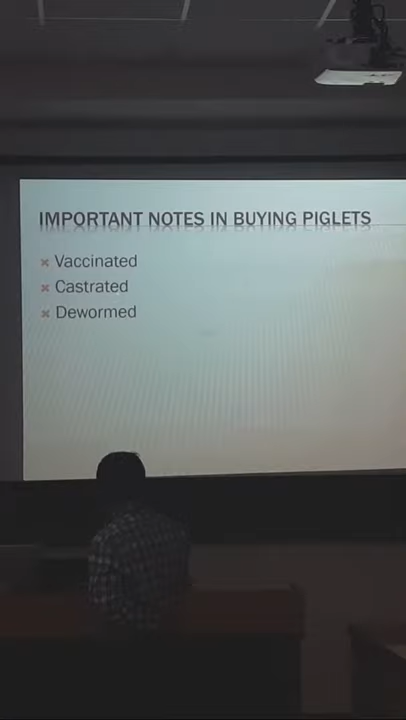 IMPORTANT NOTES IN BUYING PIGLETS
Vaccinated
Castrated
Dewormed